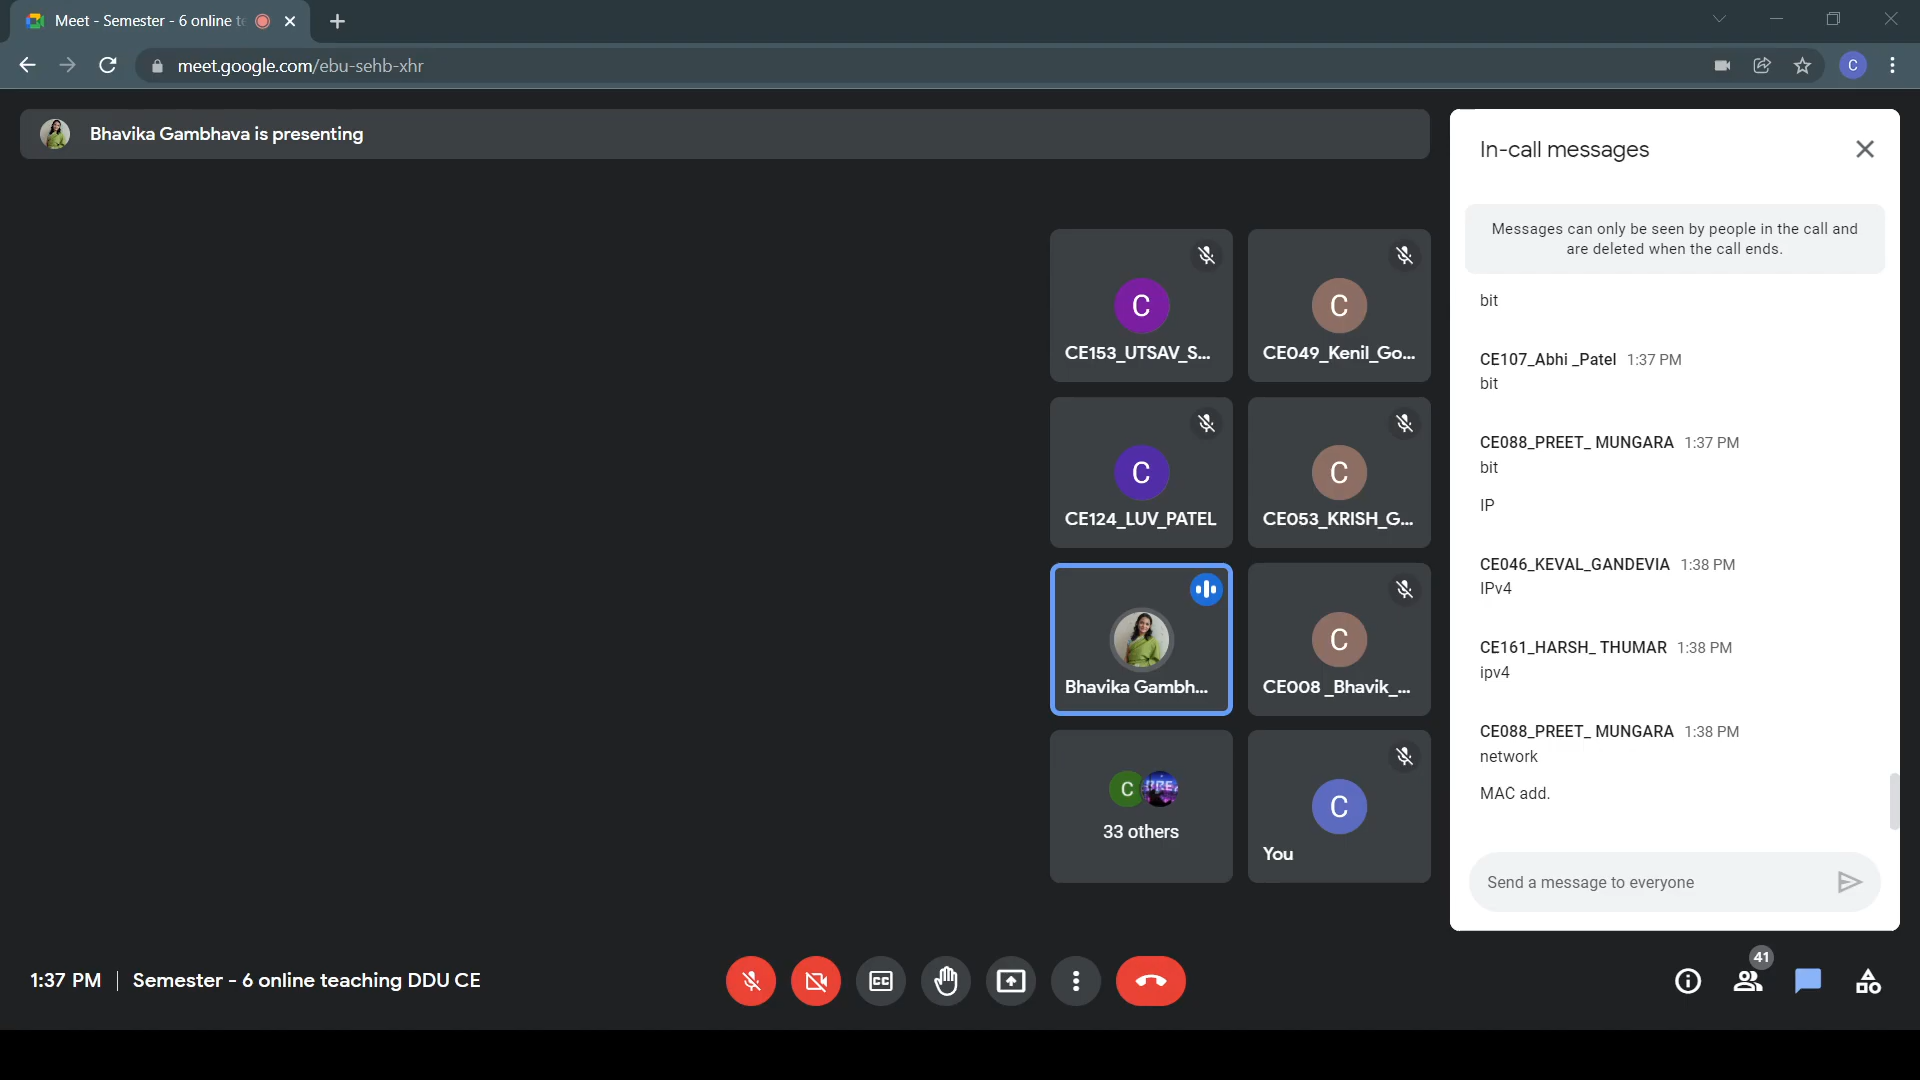 Meet - Semester - 6 online te
meet.google.com/ebu-sehb-xhr
C
Bhavika Gambhava is presenting
C
CE153_UTSAV_S...
C
CE049_Kenil_Go...
C
CE124_LUV_PATEL
C
CE053_KRISH_G...
Bhavika Gambh...
C
CE008 _Bhavik_...
C
33 others
C
You
In-call messages
Messages can only be seen by people in the call and
are deleted when the call ends.
bit
CE107_Abhi _Patel 1:37 PM
bit
CE088_PREET_ MUNGARA 1:37 PM
bit
IP
CE046_KEVAL_GANDEVIA 1:38 PM
IPv4
CE161_HARSH_ THUMAR 1:38 PM
ipv4
CE088_PREET_ MUNGARA 1:38 PM
network
MAC add.
Send a message to everyone
1:37 PM | Semester - 6 online teaching DDU CE
CC
41